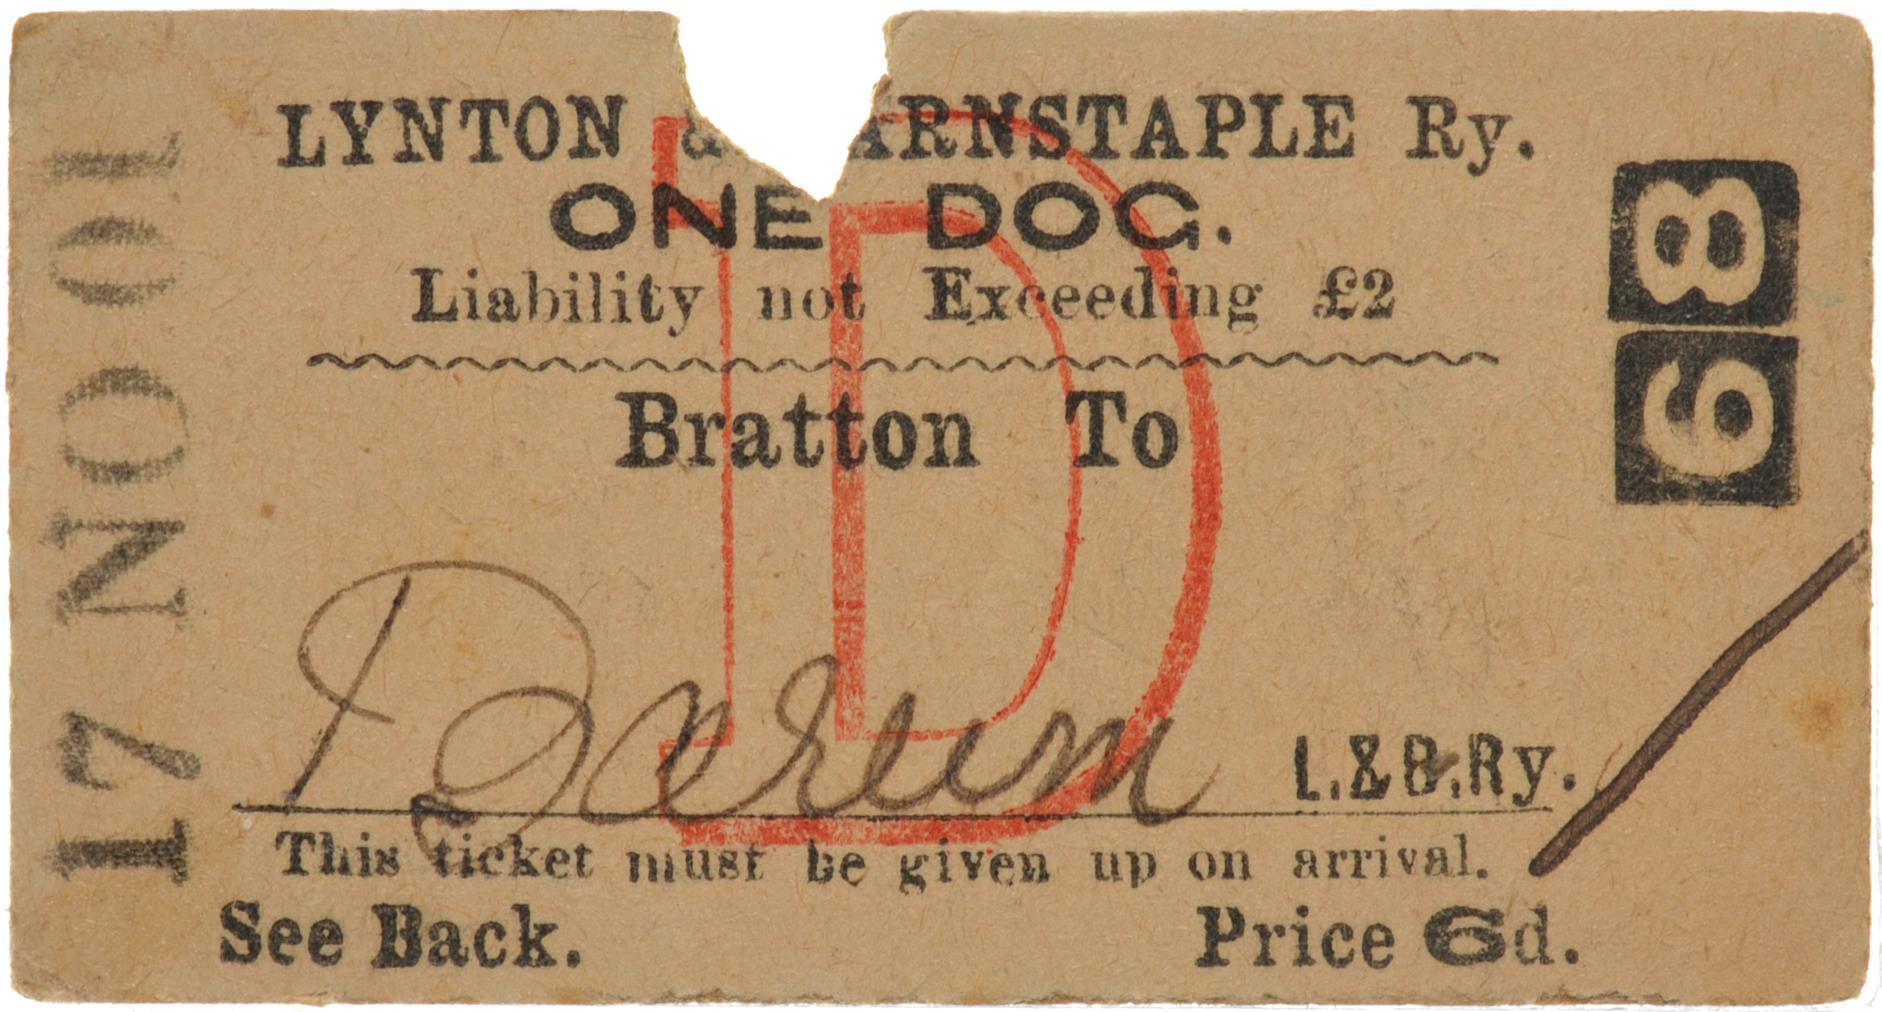 LYNTON & ARNSTAPLE Ry.
ONE DOG.
Liability not Exceeding £2
Bratton To
Barum L.&B.Ry.
This ticket must be given up on arrival.
See Back. Price 6d.
D
17 NO 01
68